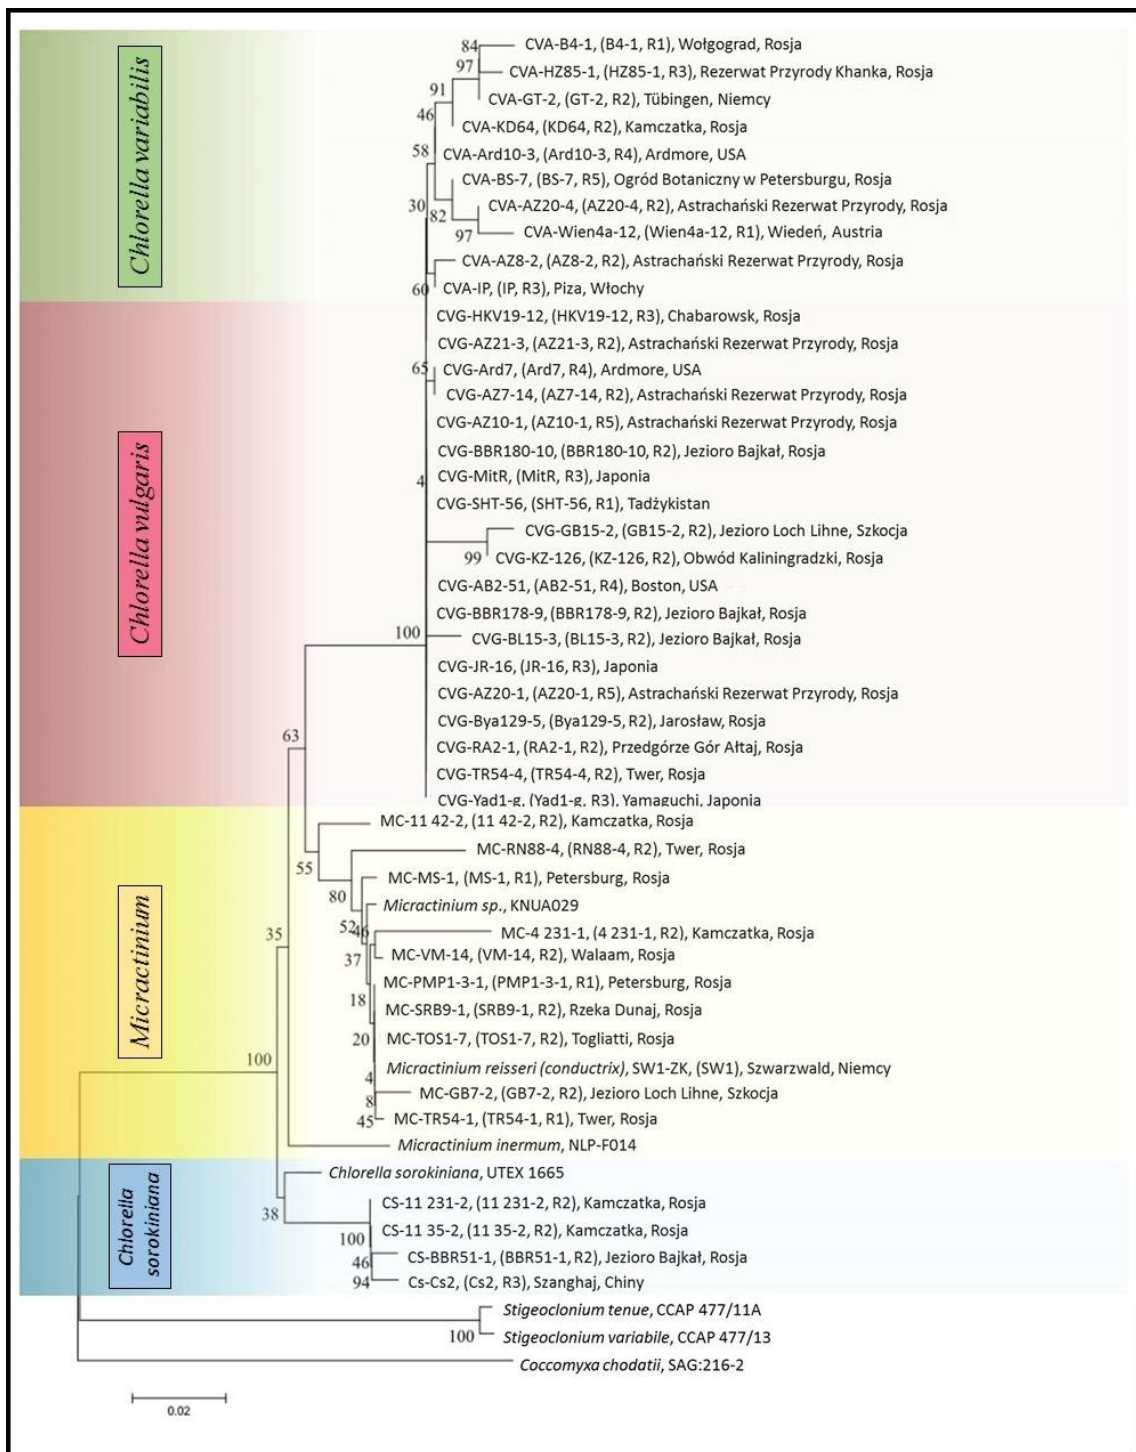 Chlorella variabilis
84
CVA-B4-1, (B4-1, R1), Wołgograd, Rosja
97
CVA-HZ85-1, (HZ85-1, R3), Rezerwat Przyrody Khanka, Rosja
91
CVA-GT-2, (GT-2, R2), Tübingen, Niemcy
46
CVA-KD64, (KD64, R2), Kamczatka, Rosja
58
CVA-Ard10-3, (Ard10-3, R4), Ardmore, USA
CVA-BS-7, (BS-7, R5), Ogród Botaniczny w Petersburgu, Rosja
30
82
CVA-AZ20-4, (AZ20-4, R2), Astrachański Rezerwat Przyrody, Rosja
97
CVA-Wien4a-12, (Wien4a-12, R1), Wiedeń, Austria
CVA-AZ8-2, (AZ8-2, R2), Astrachański Rezerwat Przyrody, Rosja
60
CVA-IP, (IP, R3), Piza, Włochy
Chlorella vulgaris
CVG-HKV19-12, (HKV19-12, R3), Chabarowsk, Rosja
CVG-AZ21-3, (AZ21-3, R2), Astrachański Rezerwat Przyrody, Rosja
65
CVG-Ard7, (Ard7, R4), Ardmore, USA
CVG-AZ7-14, (AZ7-14, R2), Astrachański Rezerwat Przyrody, Rosja
CVG-AZ10-1, (AZ10-1, R5), Astrachański Rezerwat Przyrody, Rosja
CVG-BBR180-10, (BBR180-10, R2), Jezioro Bajkał, Rosja
4
CVG-MitR, (MitR, R3), Japonia
CVG-SHT-56, (SHT-56, R1), Tadżykistan
CVG-GB15-2, (GB15-2, R2), Jezioro Loch Lihne, Szkocja
99
CVG-KZ-126, (KZ-126, R2), Obwód Kaliningradzki, Rosja
CVG-AB2-51, (AB2-51, R4), Boston, USA
CVG-BBR178-9, (BBR178-9, R2), Jezioro Bajkał, Rosja
100
CVG-BL15-3, (BL15-3, R2), Jezioro Bajkał, Rosja
CVG-JR-16, (JR-16, R3), Japonia
CVG-AZ20-1, (AZ20-1, R5), Astrachański Rezerwat Przyrody, Rosja
CVG-Bya129-5, (Bya129-5, R2), Jarosław, Rosja
63
CVG-RA2-1, (RA2-1, R2), Przedgórze Gór Ałtaj, Rosja
CVG-TR54-4, (TR54-4, R2), Twer, Rosja
CVG-Yad1-g, (Yad1-g, R3), Yamaguchi, Japonia
Micractinium
MC-11 42-2, (11 42-2, R2), Kamczatka, Rosja
MC-RN88-4, (RN88-4, R2), Twer, Rosja
55
MC-MS-1, (MS-1, R1), Petersburg, Rosja
80
Micractinium sp., KNUA029
52
46
MC-4 231-1, (4 231-1, R2), Kamczatka, Rosja
35
37
MC-VM-14, (VM-14, R2), Walaam, Rosja
MC-PMP1-3-1, (PMP1-3-1, R1), Petersburg, Rosja
18
MC-SRB9-1, (SRB9-1, R2), Rzeka Dunaj, Rosja
20
MC-TOS1-7, (TOS1-7, R2), Togliatti, Rosja
100
Micractinium reisseri (conductrix), SW1-ZK, (SW1), Szwarzwald, Niemcy
4
MC-GB7-2, (GB7-2, R2), Jezioro Loch Lihne, Szkocja
8
45
MC-TR54-1, (TR54-1, R1), Twer, Rosja
Micractinium inermum, NLP-F014
Chlorella
sorokiniana
Chlorella sorokiniana, UTEX 1665
CS-11 231-2, (11 231-2, R2), Kamczatka, Rosja
38
CS-11 35-2, (11 35-2, R2), Kamczatka, Rosja
100
CS-BBR51-1, (BBR51-1, R2), Jezioro Bajkał, Rosja
46
94
Cs-Cs2, (Cs2, R3), Szanghaj, Chiny
Stigeoclonium tenue, CCAP 477/11A
100
Stigeoclonium variabile, CCAP 477/13
Coccomyxa chodatii, SAG:216-2
0.02